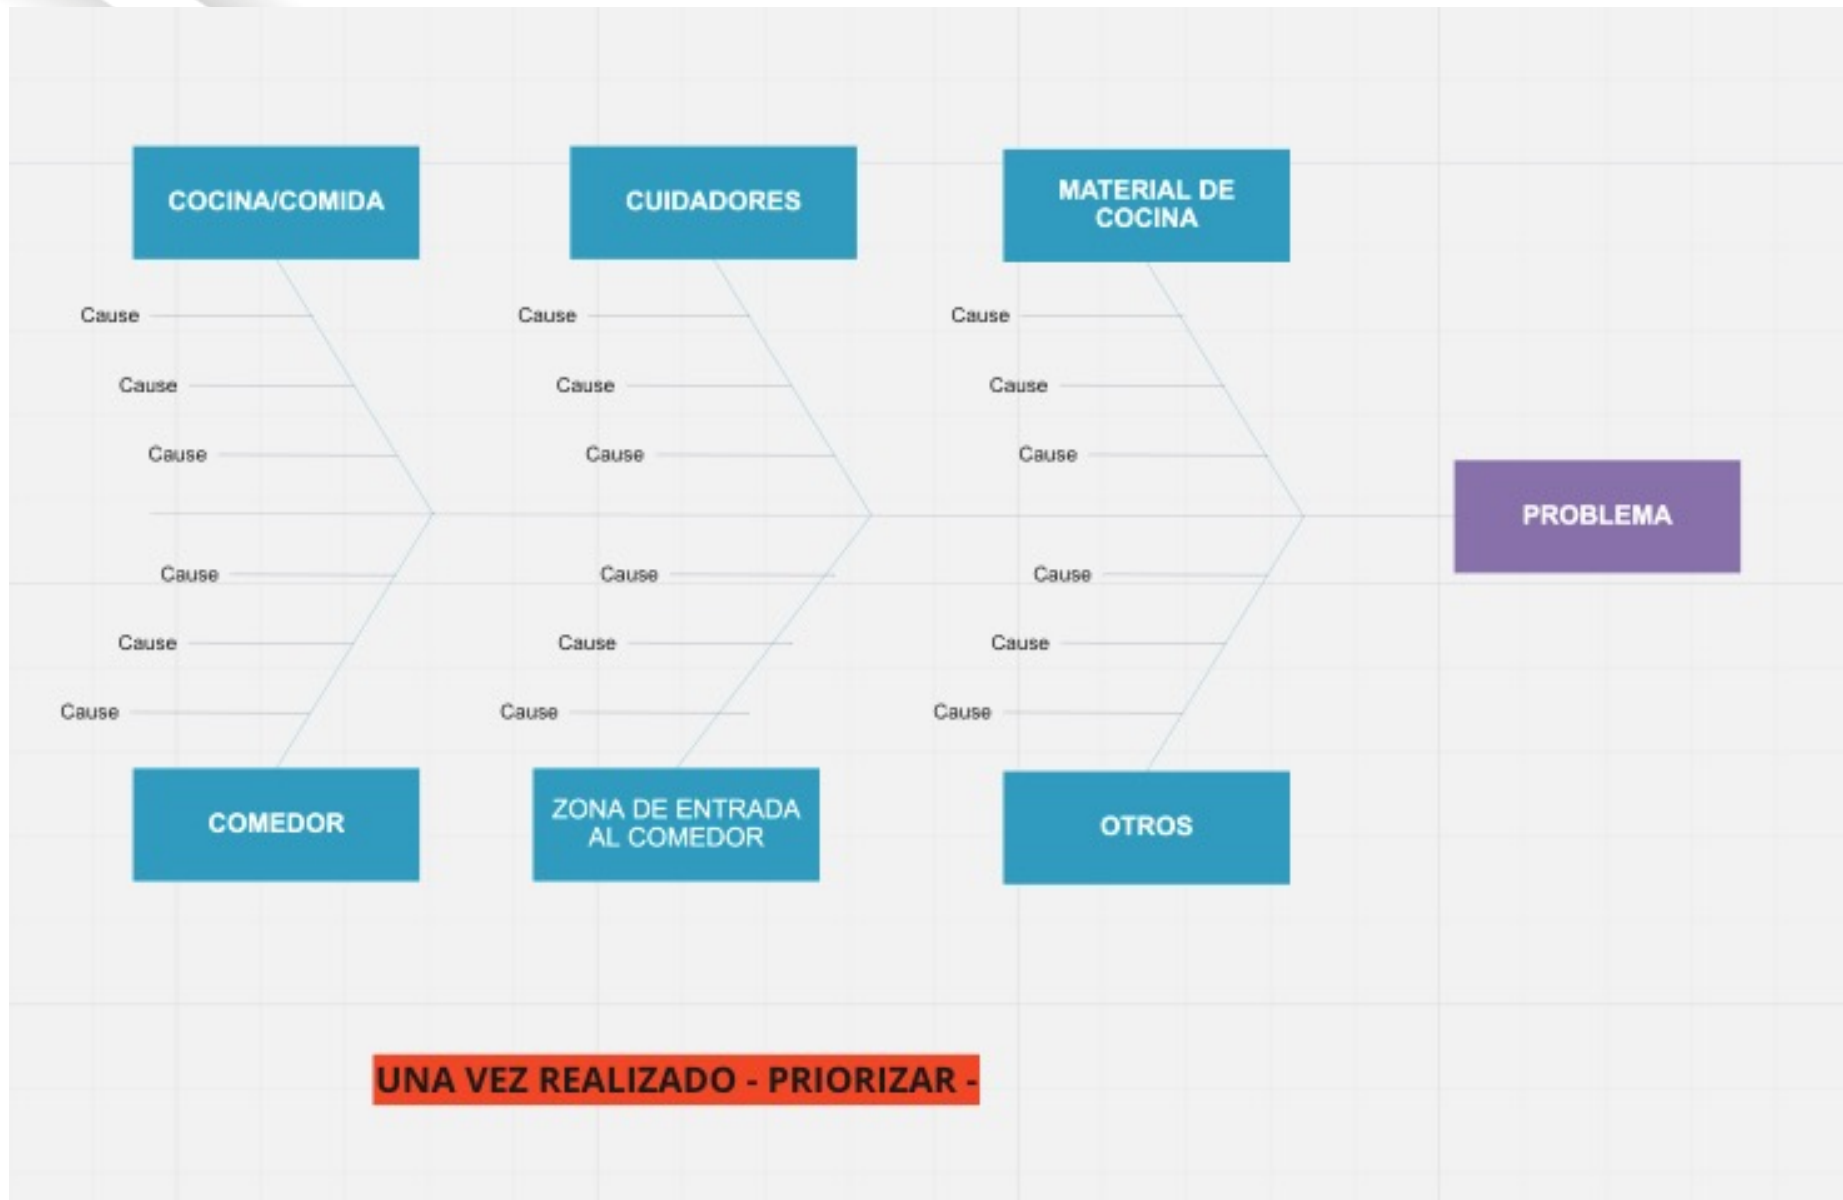 COCINA/COMIDA
CUIDADORES
MATERIAL DE
COCINA
Cause
Cause
Cause
Cause
Cause
Cause
Cause
Cause
Cause
PROBLEMA
Cause
Cause
Cause
Cause
Cause
Cause
Cause
Cause
Cause
COMEDOR
ZONA DE ENTRADA
AL COMEDOR
OTROS
UNA VEZ REALIZADO - PRIORIZAR -